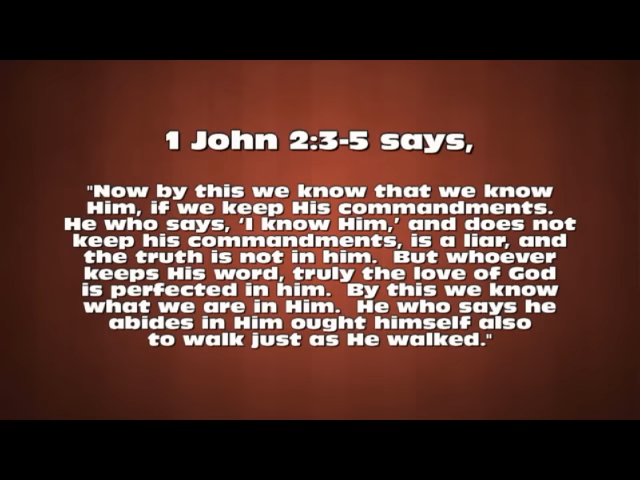 1 John 2:3-5 says,
"Now by this we know that we know
Him, if we keep His commandments.
He who says, ‘I know Him,’ and does not
keep his commandments, is a liar, and
the truth is not in him.  But whoever
keeps His word, truly the love of God
is perfected in him.  By this we know
what we are in Him.  He who says he
abides in Him ought himself also
to walk just as He walked."